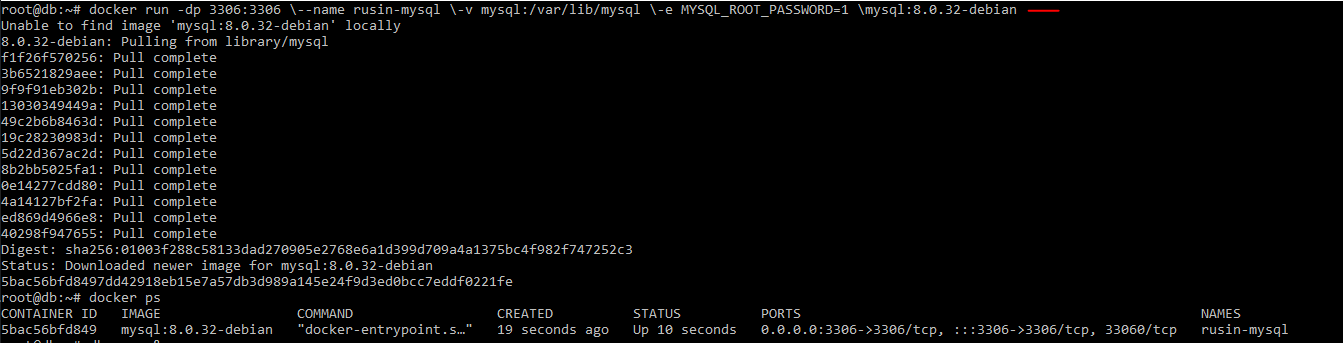 root@db:~# docker run -dp 3306:3306 \--name rusin-mysql \-v mysql:/var/lib/mysql \-e MYSQL_ROOT_PASSWORD=1 \mysql:8.0.32-debian
Unable to find image 'mysql:8.0.32-debian' locally
8.0.32-debian: Pulling from library/mysql
f1f26f570256: Pull complete
3b6521829aee: Pull complete
9f9f91eb302b: Pull complete
13030349449a: Pull complete
49c2b6b8463d: Pull complete
19c28230983d: Pull complete
5d22d367ac2d: Pull complete
8b2bb5025fa1: Pull complete
0e14277cdd80: Pull complete
4a14127bf2fa: Pull complete
ed869d4966e8: Pull complete
40298f947655: Pull complete
Digest: sha256:01003f288c58133dad270905e2768e6a1d399d709a4a1375bc4f982f747252c3
Status: Downloaded newer image for mysql:8.0.32-debian
5bac56bfd8497dd42918eb15e7a57db3d989a145e24f9d3ed0bcc7eddf0221fe
root@db:~# docker ps
CONTAINER ID IMAGE COMMAND CREATED STATUS PORTS NAMES
5bac56bfd849 mysql:8.0.32-debian "docker-entrypoint.s…" 19 seconds ago Up 10 seconds 0.0.0.0:3306->3306/tcp, :::3306->3306/tcp, 33060/tcp rusin-mysql